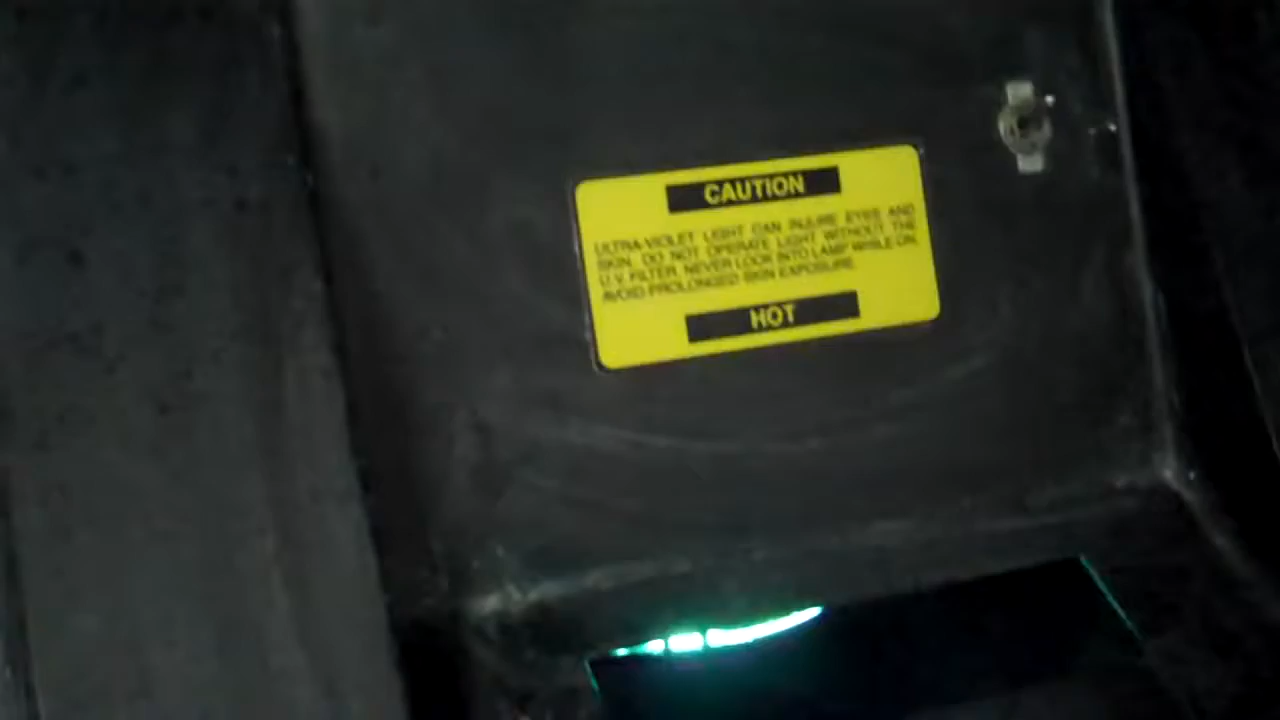 CAUTION
ULTRA-VIOLET LIGHT CAN INJURE EYES AND
SKIN. DO NOT OPERATE LIGHT WITHOUT THE
U.V. FILTER. NEVER LOOK INTO LAMP WHILE ON.
AVOID PROLONGED SKIN EXPOSURE.
HOT